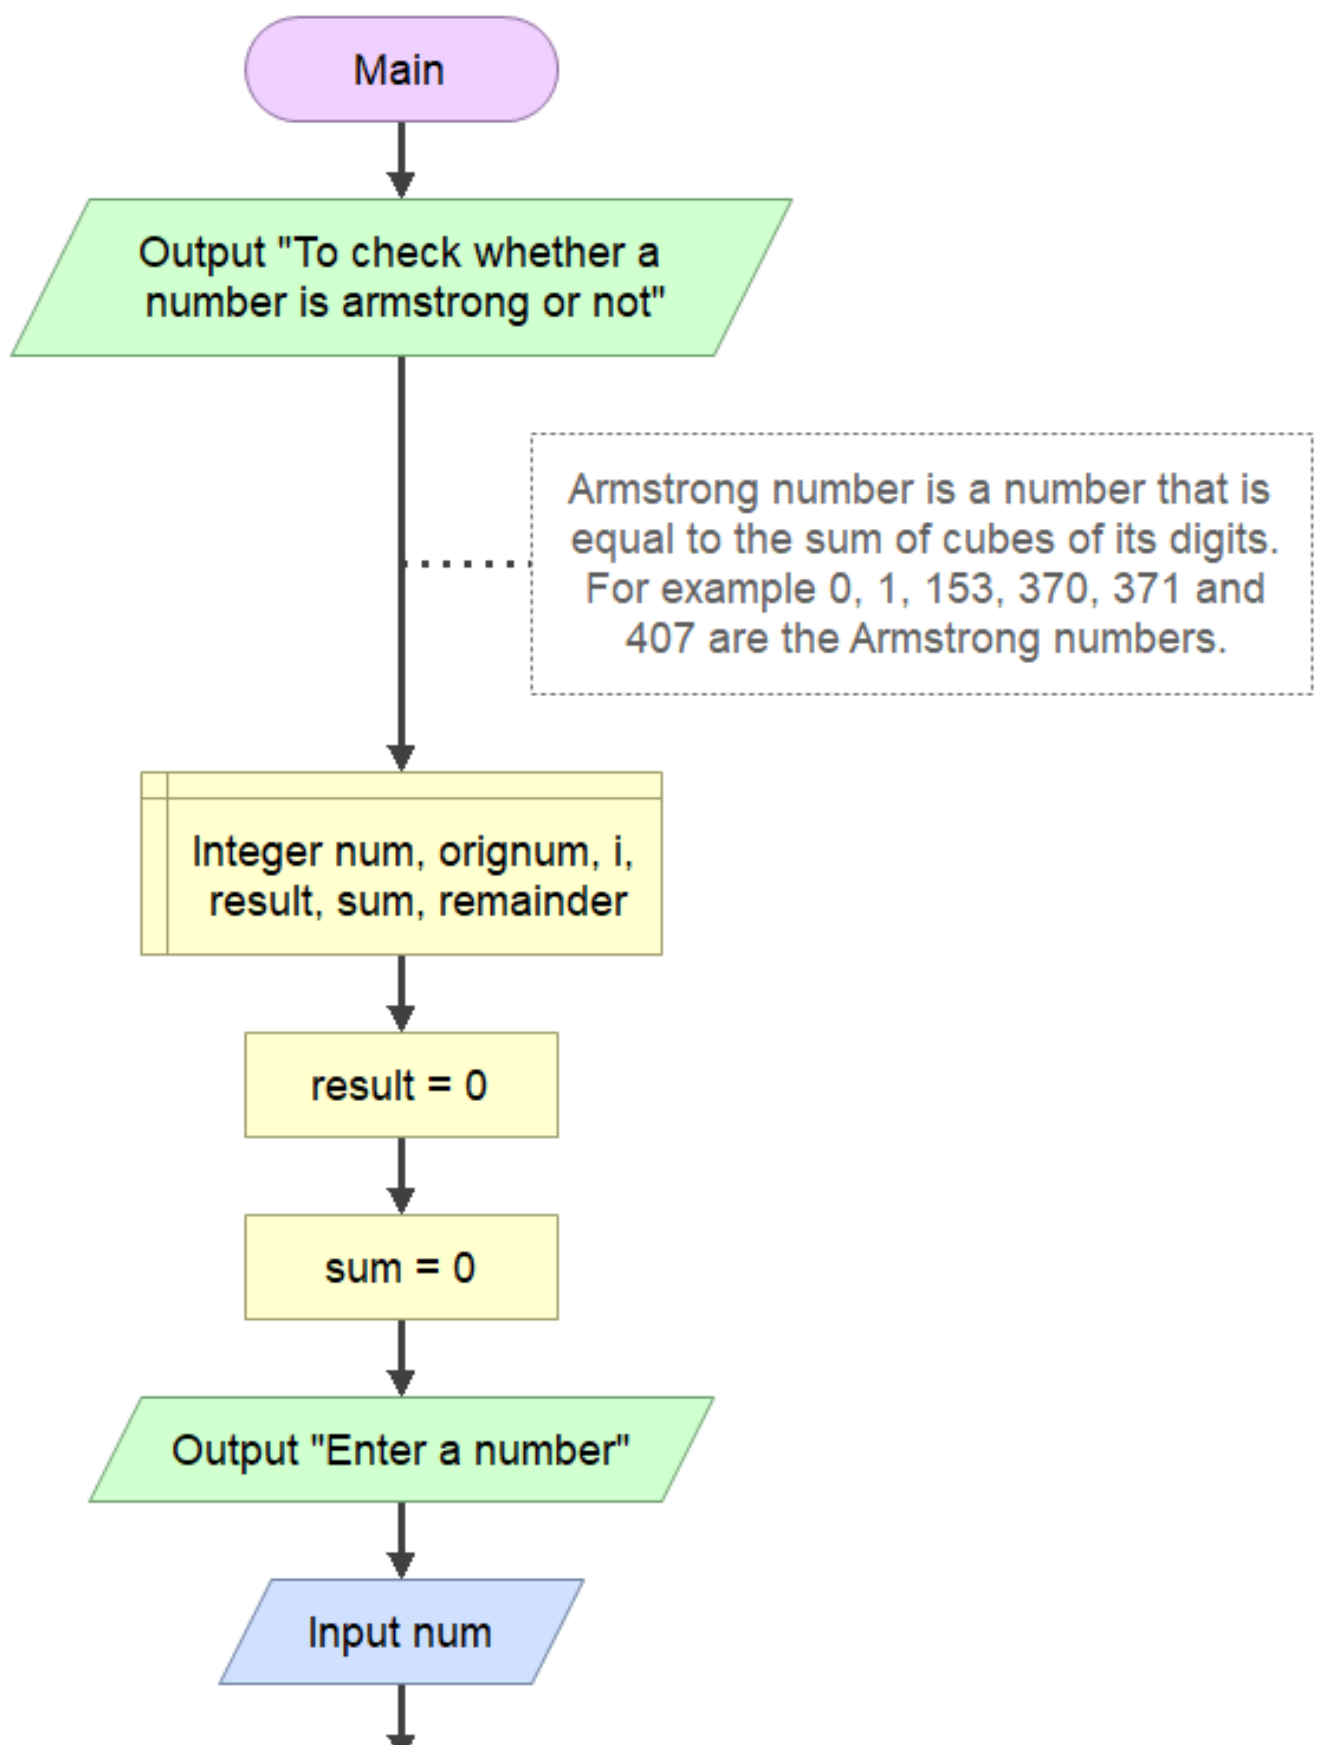 Main
Output "To check whether a
number is armstrong or not"
Armstrong number is a number that is
equal to the sum of cubes of its digits.
For example 0, 1, 153, 370, 371 and
407 are the Armstrong numbers.
Integer num, orignum, i,
result, sum, remainder
result = 0
sum = 0
Output "Enter a number"
Input num